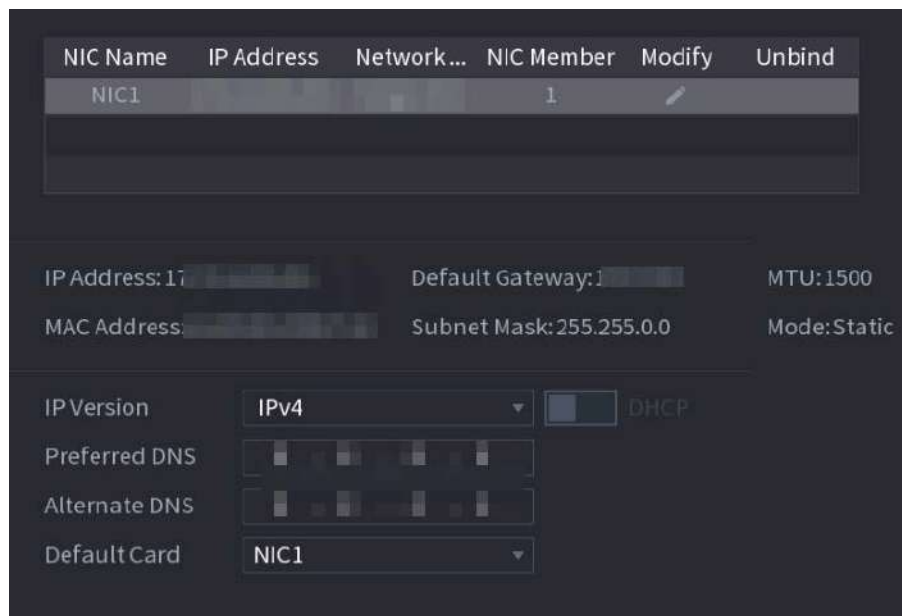 NIC Name IP Address Network... NIC Member Modify Unbind
NIC1 1
IP Address: 17 Default Gateway:1 MTU:1500
MAC Address: Subnet Mask:255.255.0.0 Mode:Static
IP Version IPv4 DHCP
Preferred DNS
Alternate DNS
Default Card NIC1